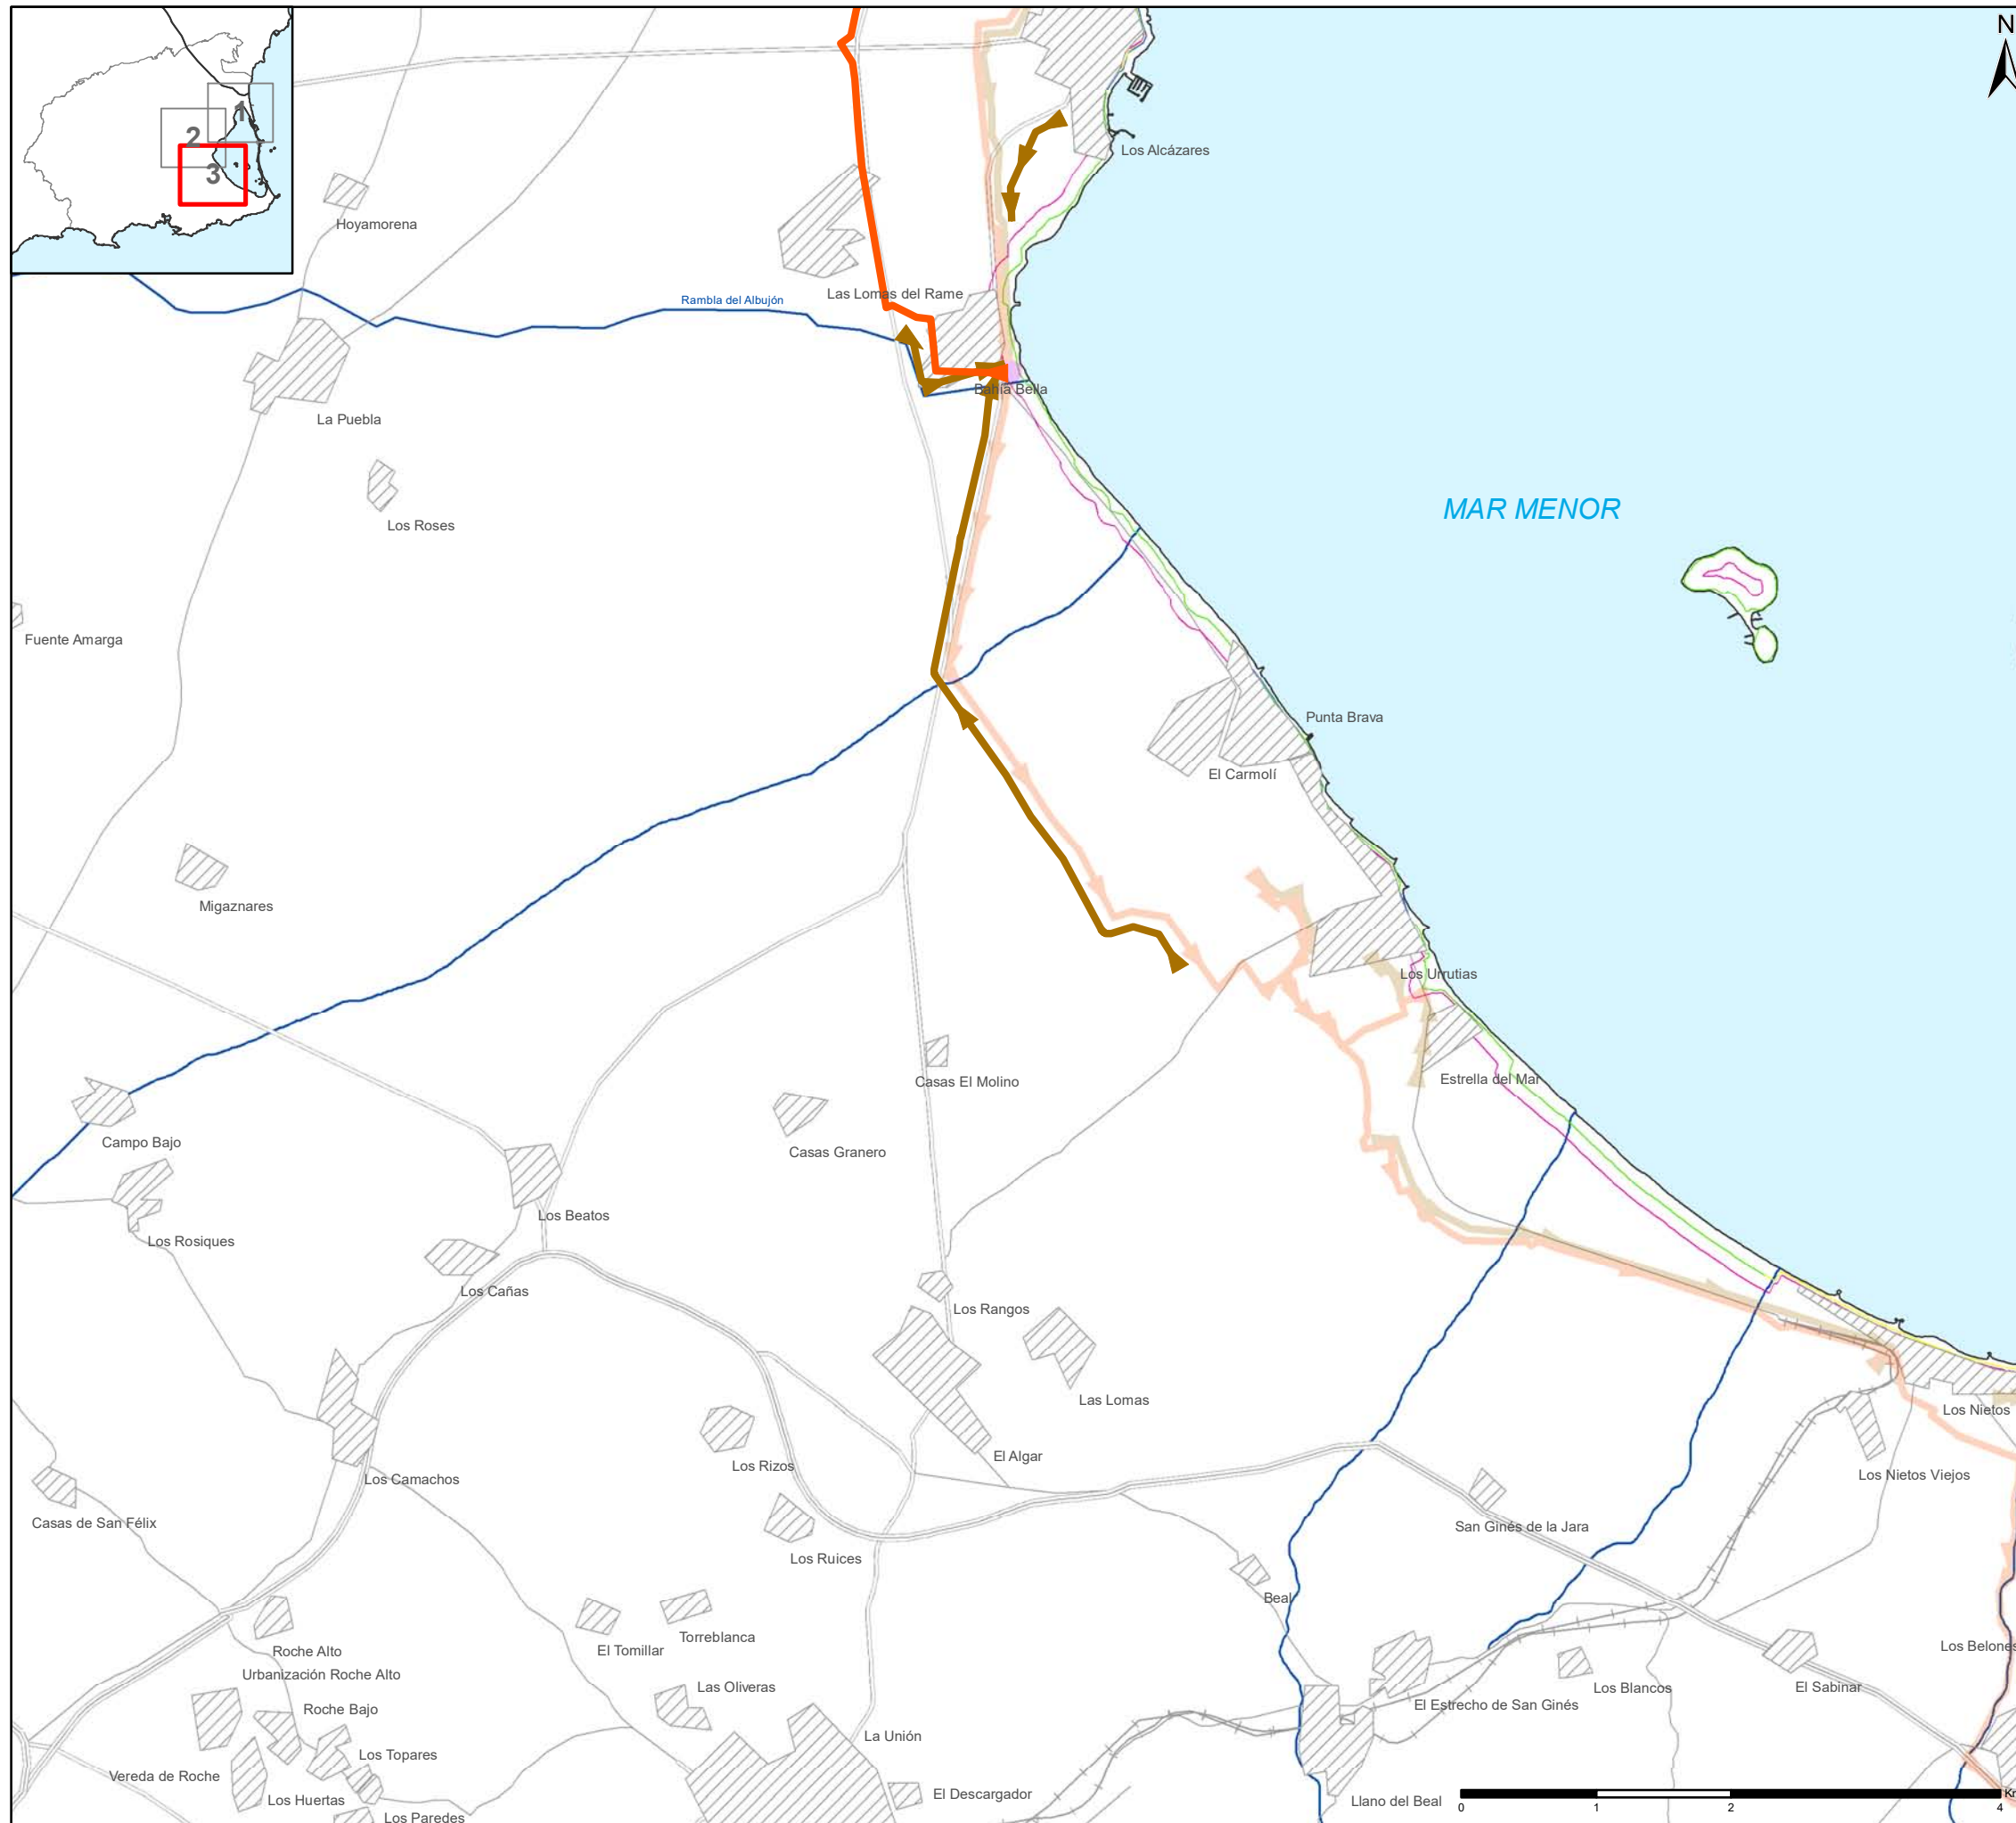 N
1
2
3
Los Alcázares
Hoyamorena
Las Lomas del Rame
Rambla del Albujón
Bahía Bella
La Puebla
MAR MENOR
Los Roses
Fuente Amarga
Punta Brava
El Carmolí
Migaznares
Los Urrutias
Casas El Molino
Estrella del Mar
Campo Bajo
Casas Granero
Los Beatos
Los Rosiques
Los Cañas
Los Rangos
Las Lomas
Los Nietos
El Algar
Los Rizos
Los Nietos Viejos
Los Camachos
Casas de San Félix
San Ginés de la Jara
Los Ruices
Beal
Torreblanca
El Tomillar
Roche Alto
Los Belones
Urbanización Roche Alto
Las Oliveras
Los Blancos
El Sabinar
El Estrecho de San Ginés
Roche Bajo
La Unión
Los Topares
Vereda de Roche
El Descargador
Los Huertas
Llano del Beal
Los Paredes
0 1 2 4